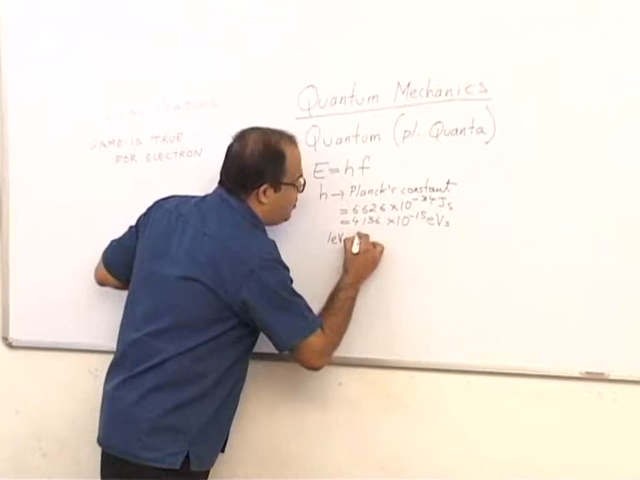 SAME IS TRUE
FOR ELECTRON
Quantum Mechanics
Quantum (pl. Quanta)
E = hf
h → Planck's constant
= 6.626 × 10⁻³⁴ Js
= 4.136 × 10⁻¹⁵ eVs
1eV